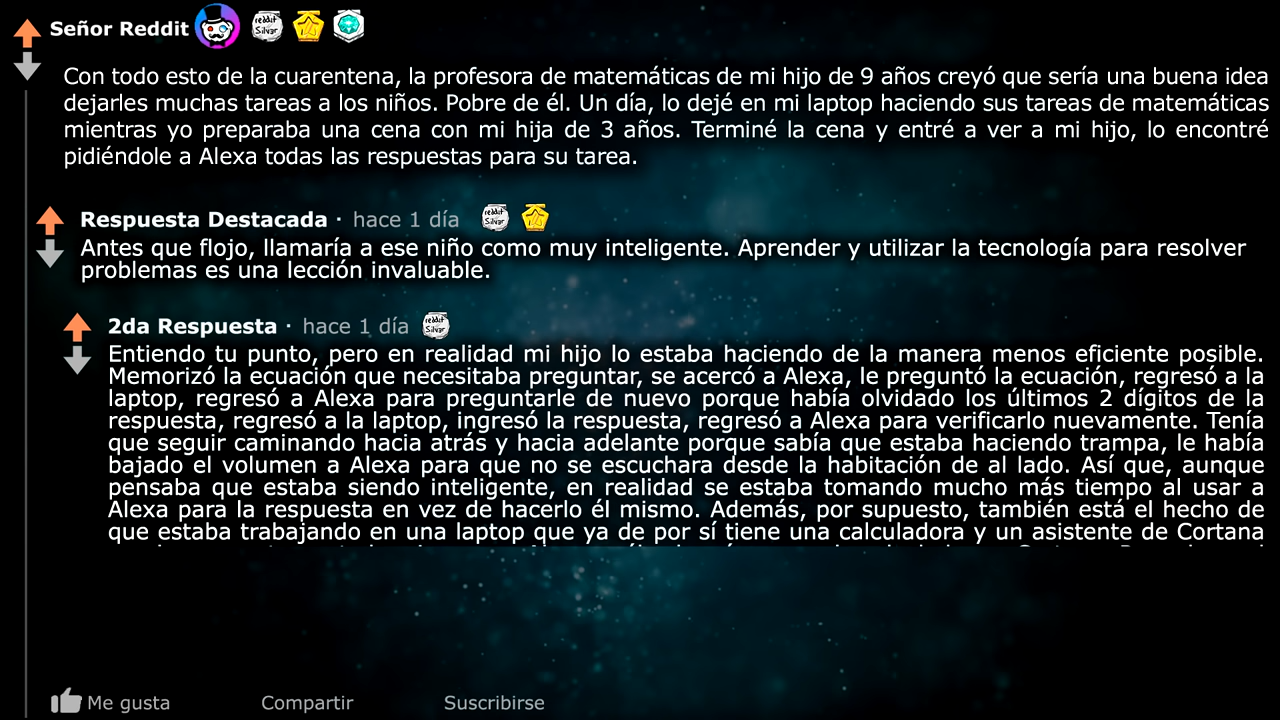 Señor Reddit
reddit
Silvar
Con todo esto de la cuarentena, la profesora de matemáticas de mi hijo de 9 años creyó que sería una buena idea
dejarles muchas tareas a los niños. Pobre de él. Un día, lo dejé en mi laptop haciendo sus tareas de matemáticas
mientras yo preparaba una cena con mi hija de 3 años. Terminé la cena y entré a ver a mi hijo, lo encontré
pidiéndole a Alexa todas las respuestas para su tarea.
Respuesta Destacada · hace 1 día
reddit
Silvar
Antes que flojo, llamaría a ese niño como muy inteligente. Aprender y utilizar la tecnología para resolver
problemas es una lección invaluable.
2da Respuesta · hace 1 día
reddit
Silvar
Entiendo tu punto, pero en realidad mi hijo lo estaba haciendo de la manera menos eficiente posible.
Memorizó la ecuación que necesitaba preguntar, se acercó a Alexa, le preguntó la ecuación, regresó a la
laptop, regresó a Alexa para preguntarle de nuevo porque había olvidado los últimos 2 dígitos de la
respuesta, regresó a la laptop, ingresó la respuesta, regresó a Alexa para verificarlo nuevamente. Tenía
que seguir caminando hacia atrás y hacia adelante porque sabía que estaba haciendo trampa, le había
bajado el volumen a Alexa para que no se escuchara desde la habitación de al lado. Así que, aunque
pensaba que estaba siendo inteligente, en realidad se estaba tomando mucho más tiempo al usar a
Alexa para la respuesta en vez de hacerlo él mismo. Además, por supuesto, también está el hecho de
que estaba trabajando en una laptop que ya de por sí tiene una calculadora y un asistente de Cortana
Me gusta
Compartir
Suscribirse